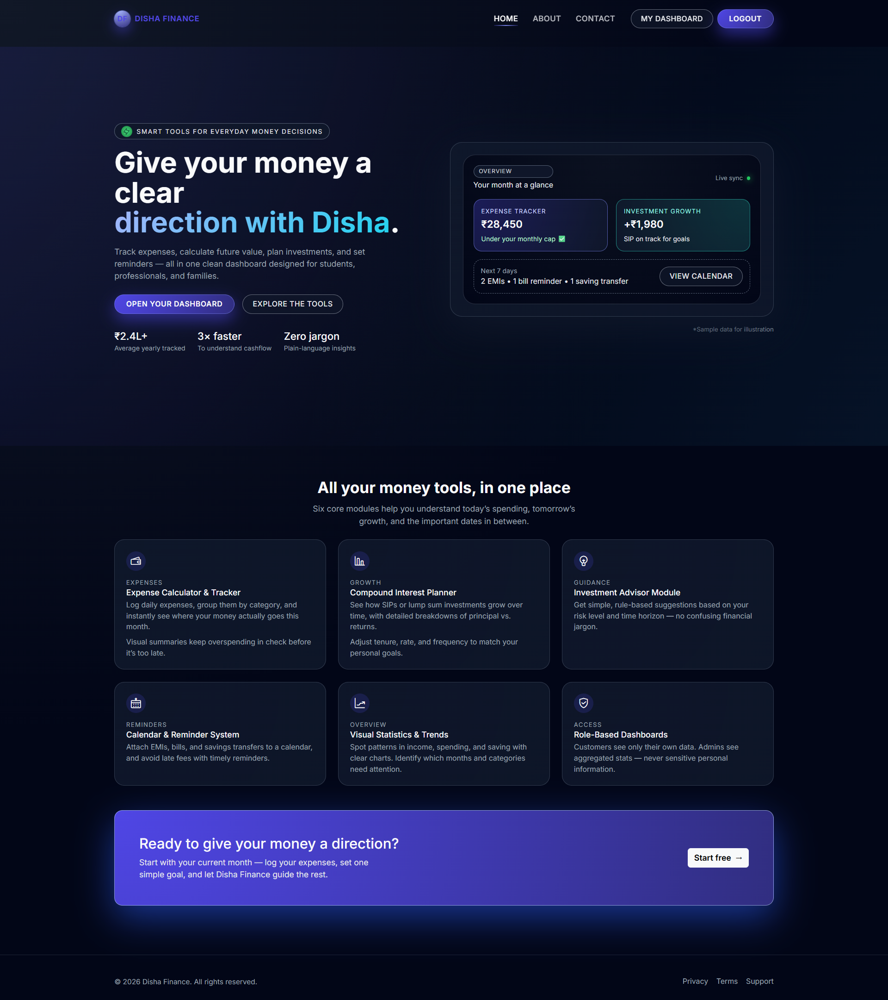 DF DISHA FINANCE
HOME ABOUT CONTACT MY DASHBOARD LOGOUT
SMART TOOLS FOR EVERYDAY MONEY DECISIONS
Give your money a
clear
direction with Disha.
Track expenses, calculate future value, plan investments, and set
reminders — all in one clean dashboard designed for students,
professionals, and families.
OPEN YOUR DASHBOARD EXPLORE THE TOOLS
₹2.4L+
Average yearly tracked
3× faster
To understand cashflow
Zero jargon
Plain-language insights
OVERVIEW
Your month at a glance
Live sync
EXPENSE TRACKER
₹28,450
Under your monthly cap ✅
INVESTMENT GROWTH
+₹1,980
SIP on track for goals
Next 7 days
2 EMIs • 1 bill reminder • 1 saving transfer
VIEW CALENDAR
*Sample data for illustration
All your money tools, in one place
Six core modules help you understand today’s spending, tomorrow’s
growth, and the important dates in between.
EXPENSES
Expense Calculator & Tracker
Log daily expenses, group them by category, and
instantly see where your money actually goes this
month.
Visual summaries keep overspending in check before
it’s too late.
GROWTH
Compound Interest Planner
See how SIPs or lump sum investments grow over
time, with detailed breakdowns of principal vs.
returns.
Adjust tenure, rate, and frequency to match your
personal goals.
GUIDANCE
Investment Advisor Module
Get simple, rule-based suggestions based on your
risk level and time horizon — no confusing financial
jargon.
REMINDERS
Calendar & Reminder System
Attach EMIs, bills, and savings transfers to a calendar,
and avoid late fees with timely reminders.
OVERVIEW
Visual Statistics & Trends
Spot patterns in income, spending, and saving with
clear charts. Identify which months and categories
need attention.
ACCESS
Role-Based Dashboards
Customers see only their own data. Admins see
aggregated stats — never sensitive personal
information.
Ready to give your money a direction?
Start with your current month — log your expenses, set one
simple goal, and let Disha Finance guide the rest.
Start free →
© 2026 Disha Finance. All rights reserved.
Privacy Terms Support